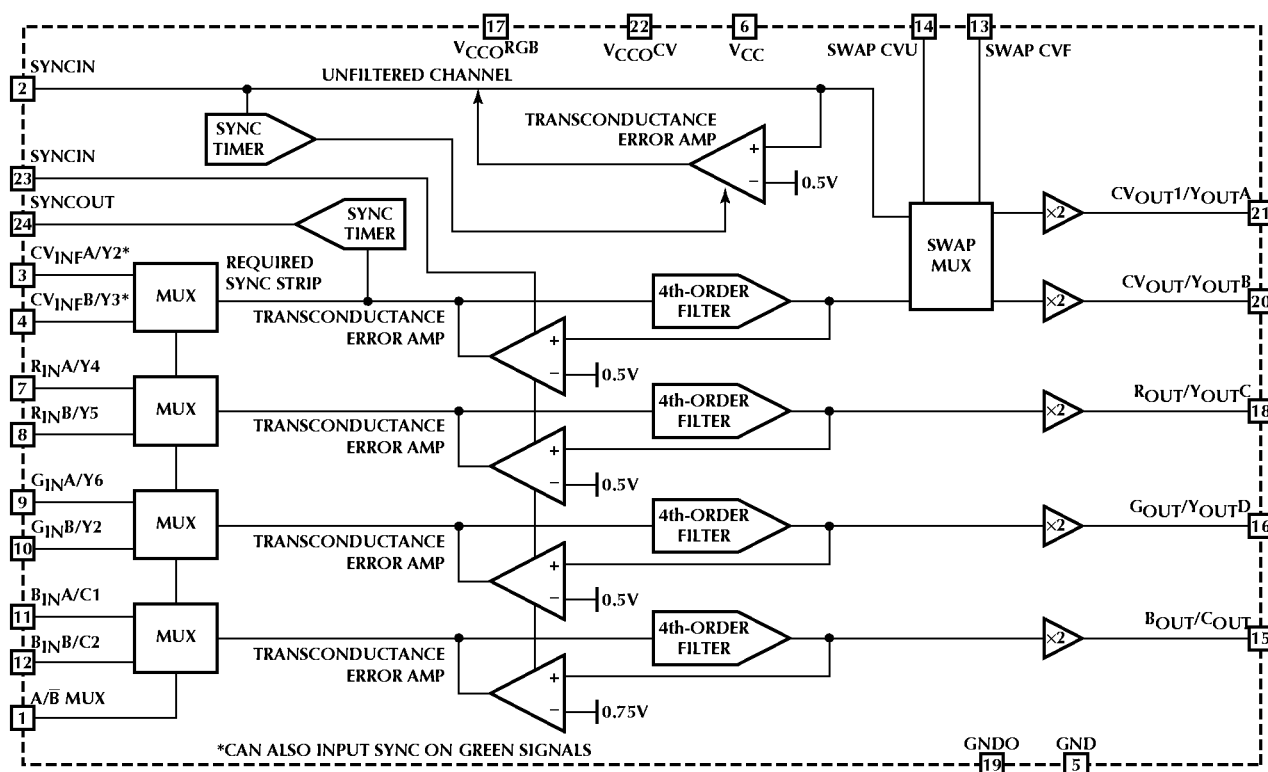 17
22
6
14
13
VCCORGB
VCCOCV
VCC
SWAP CVU
SWAP CVF
SYNCIN
2
UNFILTERED CHANNEL
SYNC
TIMER
TRANSCONDUCTANCE
ERROR AMP
+
−
0.5V
SYNCIN
23
SYNCOUT
24
SYNC
TIMER
SWAP
MUX
×2
CVOUT1/YOUTA
21
CVINFA/Y2*
3
CVINFB/Y3*
4
MUX
REQUIRED
SYNC STRIP
TRANSCONDUCTANCE
ERROR AMP
+
−
0.5V
4th-ORDER
FILTER
×2
CVOUT/YOUTB
20
RINA/Y4
7
RINB/Y5
8
MUX
TRANSCONDUCTANCE
ERROR AMP
+
−
0.5V
4th-ORDER
FILTER
×2
ROUT/YOUTC
18
GINA/Y6
9
GINB/Y2
10
MUX
TRANSCONDUCTANCE
ERROR AMP
+
−
0.5V
4th-ORDER
FILTER
×2
GOUT/YOUTD
16
BINA/C1
11
BINB/C2
12
MUX
TRANSCONDUCTANCE
ERROR AMP
+
−
0.75V
4th-ORDER
FILTER
×2
BOUT/COUT
15
A/B̅ MUX
1
*CAN ALSO INPUT SYNC ON GREEN SIGNALS
GNDO
19
GND
5